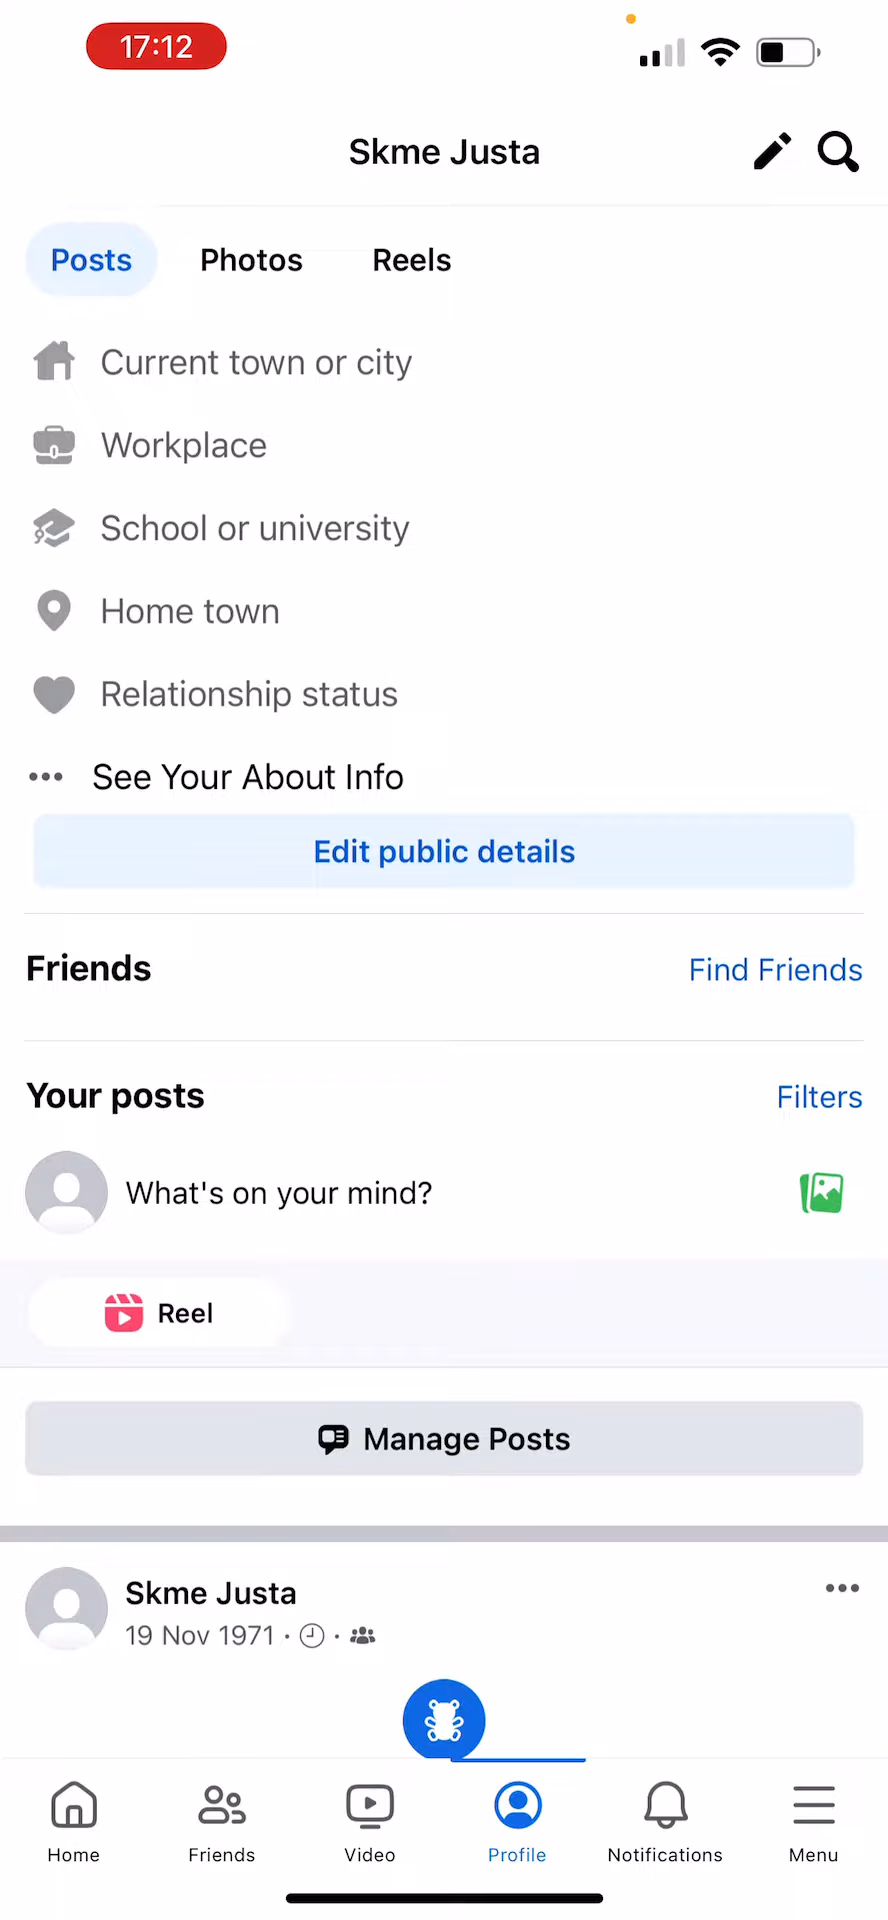 17:12
Skme Justa
Posts
Photos
Reels
Current town or city
Workplace
School or university
Home town
Relationship status
See Your About Info
Edit public details
Friends
Find Friends
Your posts
Filters
What's on your mind?
Reel
Manage Posts
Skme Justa
19 Nov 1971
Home
Friends
Video
Profile
Notifications
Menu